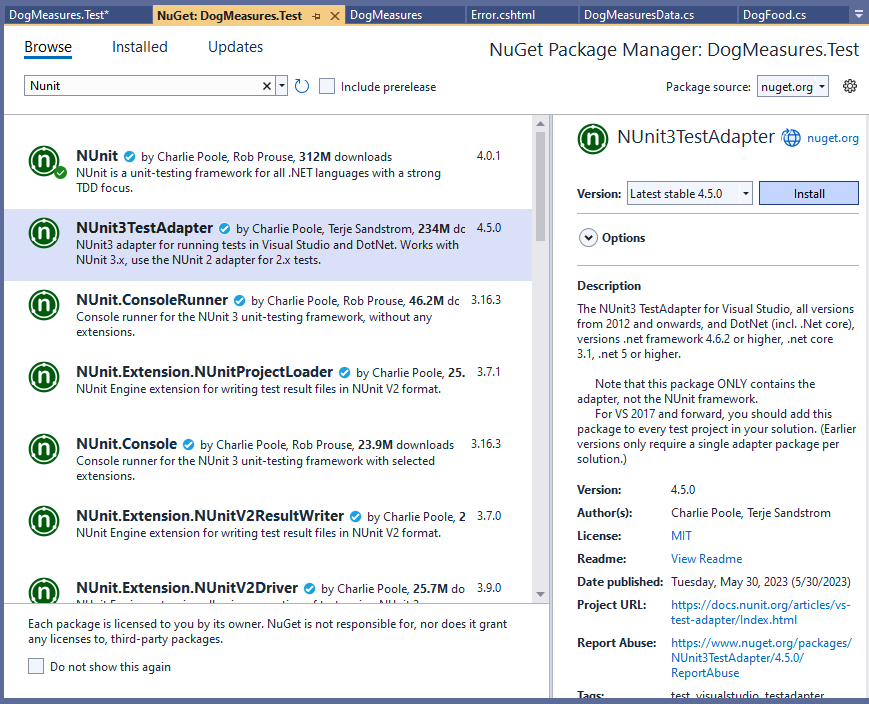 DogMeasures.Test*
NuGet: DogMeasures.Test
DogMeasures
Error.cshtml
DogMeasuresData.cs
DogFood.cs
Browse
Installed
Updates
NuGet Package Manager: DogMeasures.Test
Nunit
Include prerelease
Package source:
nuget.org
NUnit by Charlie Poole, Rob Prouse, 312M downloads
4.0.1
NUnit is a unit-testing framework for all .NET languages with a strong
TDD focus.
NUnit3TestAdapter by Charlie Poole, Terje Sandstrom, 234M dc
4.5.0
NUnit3 adapter for running tests in Visual Studio and DotNet. Works with
NUnit 3.x, use the NUnit 2 adapter for 2.x tests.
NUnit.ConsoleRunner by Charlie Poole, Rob Prouse, 46.2M dc
3.16.3
Console runner for the NUnit 3 unit-testing framework, without any
extensions.
NUnit.Extension.NUnitProjectLoader by Charlie Poole, 25.
3.7.1
NUnit Engine extension for writing test result files in NUnit V2 format.
NUnit.Console by Charlie Poole, Rob Prouse, 23.9M downloads
3.16.3
Console runner for the NUnit 3 unit-testing framework with selected
extensions.
NUnit.Extension.NUnitV2ResultWriter by Charlie Poole, 2
3.7.0
NUnit Engine extension for writing test result files in NUnit V2 format.
NUnit.Extension.NUnitV2Driver by Charlie Poole, 25.7M do
3.9.0
Each package is licensed to you by its owner. NuGet is not responsible for, nor does it grant
any licenses to, third-party packages.
Do not show this again
NUnit3TestAdapter
nuget.org
Version:
Latest stable 4.5.0
Install
Options
Description
The NUnit3 TestAdapter for Visual Studio, all versions
from 2012 and onwards, and DotNet (incl. .Net core),
versions .net framework 4.6.2 or higher, .net core
3.1, .net 5 or higher.
Note that this package ONLY contains the
adapter, not the NUnit framework.
For VS 2017 and forward, you should add this
package to every test project in your solution. (Earlier
versions only require a single adapter package per
solution.)
Version: 4.5.0
Author(s): Charlie Poole, Terje Sandstrom
License: MIT
Readme: View Readme
Date published: Tuesday, May 30, 2023 (5/30/2023)
Project URL: https://docs.nunit.org/articles/vs-
test-adapter/Index.html
Report Abuse: https://www.nuget.org/packages/
NUnit3TestAdapter/4.5.0/
ReportAbuse
Tags: test, visualstudio, testadapter,